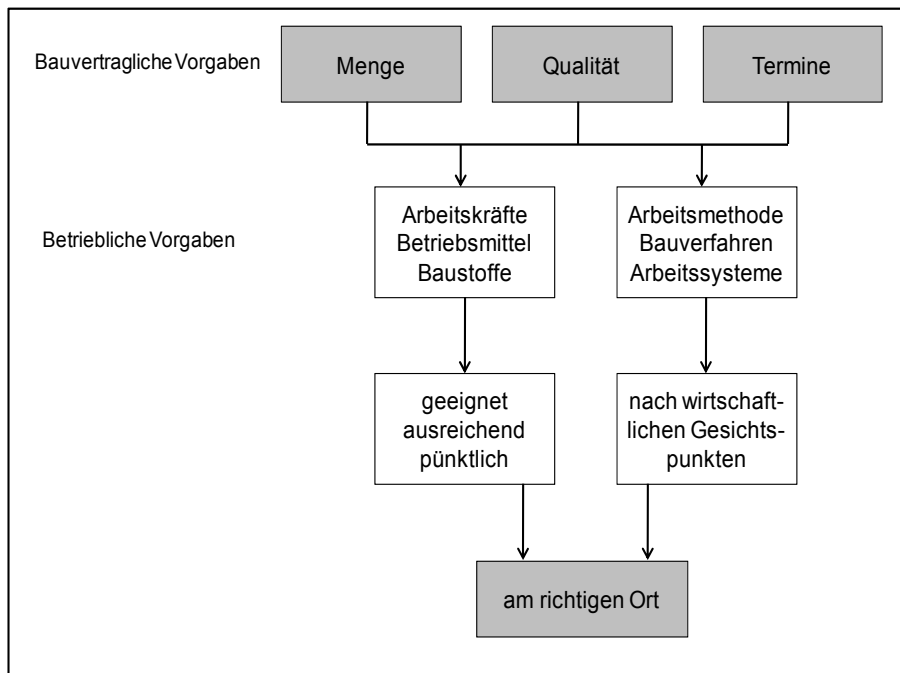 Bauvertragliche Vorgaben
Menge
Qualität
Termine
Betriebliche Vorgaben
Arbeitskräfte
Betriebsmittel
Baustoffe
Arbeitsmethode
Bauverfahren
Arbeitssysteme
geeignet
ausreichend
pünktlich
nach wirtschaft-
lichen Gesichts-
punkten
am richtigen Ort